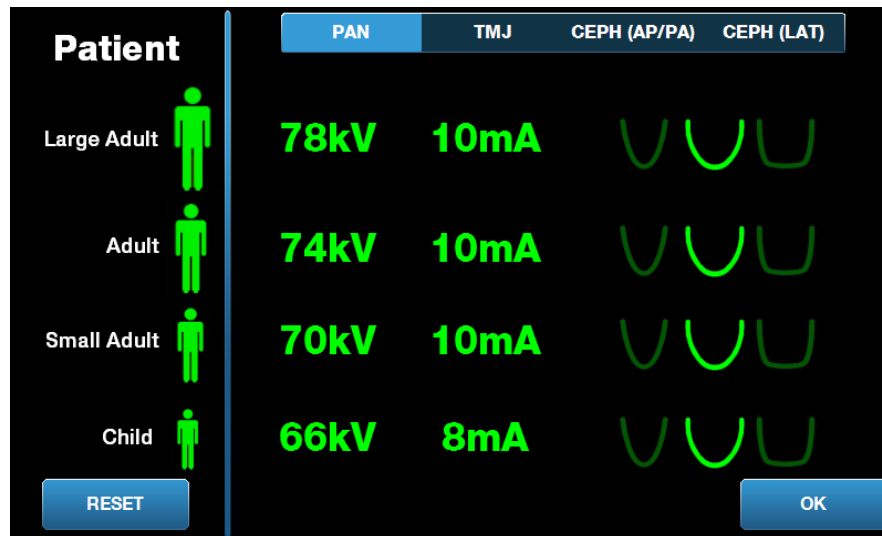 Patient
PAN TMJ CEPH (AP/PA) CEPH (LAT)
Large Adult 78kV 10mA
Adult 74kV 10mA
Small Adult 70kV 10mA
Child 66kV 8mA
RESET OK